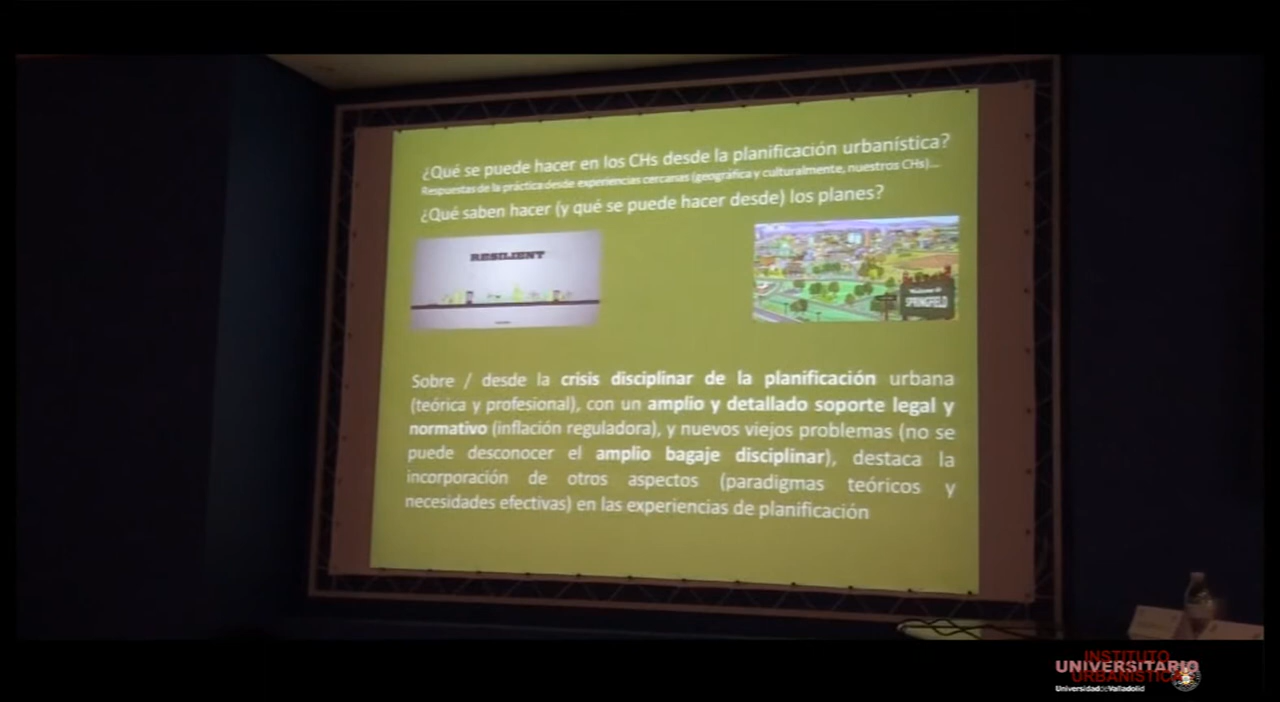 ¿Qué se puede hacer en los CHs desde la planificación urbanística?
Respuestas de la práctica desde experiencias cercanas (geográfica y culturalmente, nuestros CHs)...
¿Qué saben hacer (y qué se puede hacer desde) los planes?
RESILIENT
Welcome to
SPRINGFIELD
Sobre / desde la crisis disciplinar de la planificación urbana
(teórica y profesional), con un amplio y detallado soporte legal y
normativo (inflación reguladora), y nuevos viejos problemas (no se
puede desconocer el amplio bagaje disciplinar), destaca la
incorporación de otros aspectos (paradigmas teóricos y
necesidades efectivas) en las experiencias de planificación
INSTITUTO
UNIVERSITARIO
URBANÍSTICA
Universidad de Valladolid